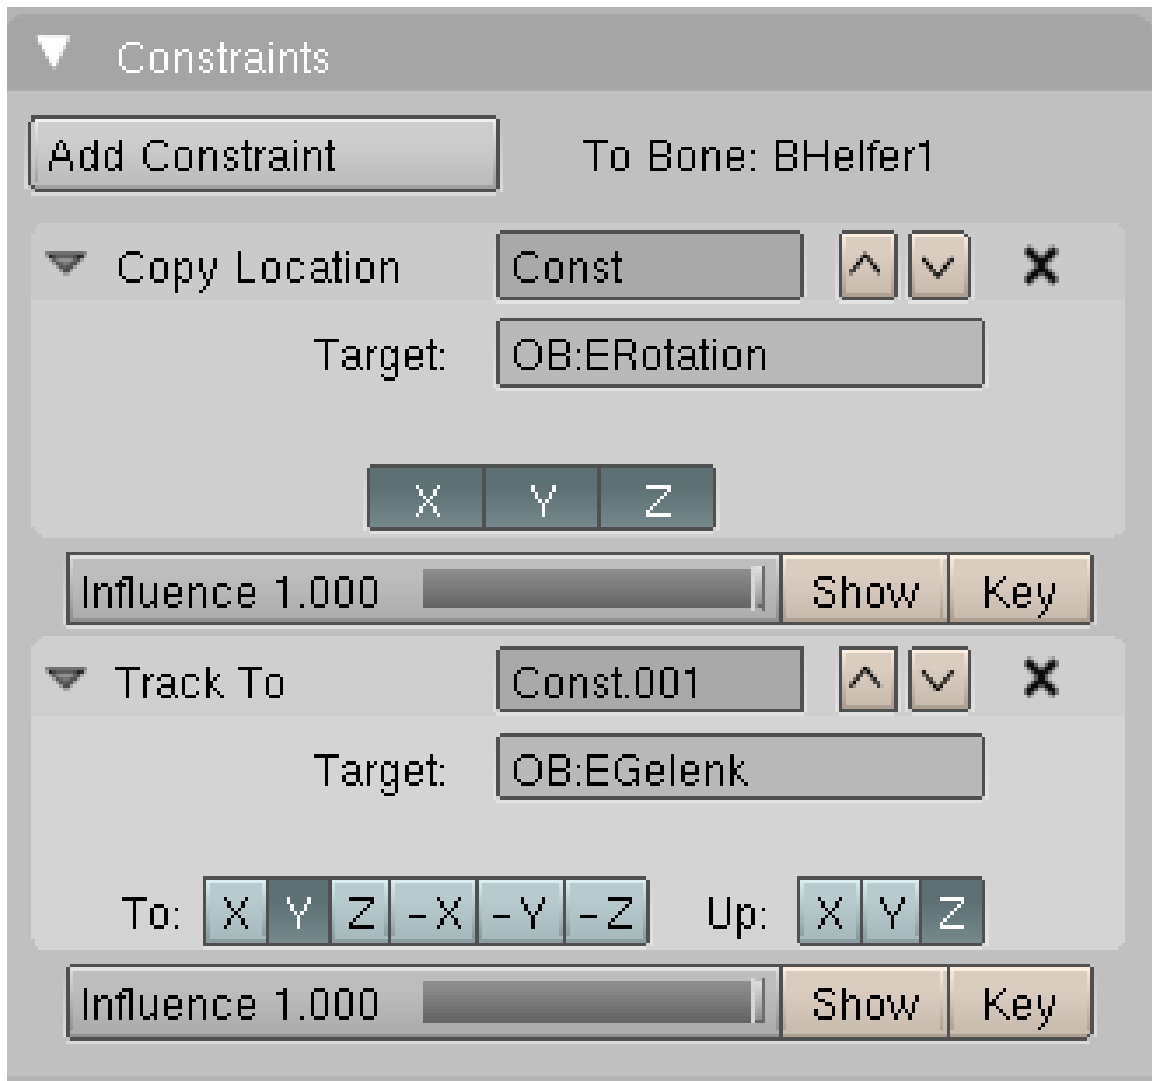 Constraints
Add Constraint To Bone: BHelfer1
Copy Location Const
Target: OB:ERotation
X Y Z
Influence 1.000 Show Key
Track To Const.001
Target: OB:EGelenk
To: X Y Z -X -Y -Z Up: X Y Z
Influence 1.000 Show Key